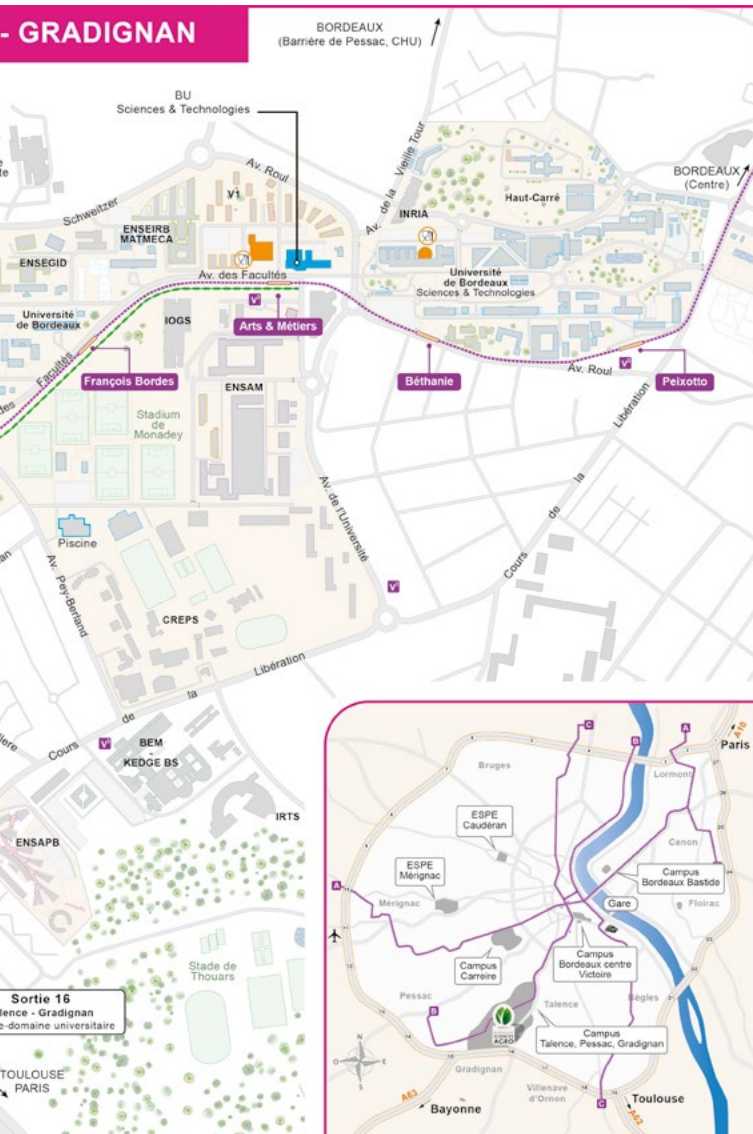 - GRADIGNAN
BORDEAUX
(Barrière de Pessac, CHU)
BU
Sciences & Technologies
Av. Roul
Av. de la Vieille Tour
BORDEAUX
(Centre)
Schweitzer
V1
Haut-Carré
INRIA
ENSEIRB
MATMECA
ENSEGID
Av. des Facultés
Université
de Bordeaux
Sciences & Technologies
Université
de Bordeaux
IOGS
V3
Arts & Métiers
Facultés
François Bordes
ENSAM
Béthanie
Av. Roul
V3
Peixotto
Stadium
de
Monadey
Cours de la Libération
Av. de l'Université
Piscine
Av. Pey-Berland
V3
CREPS
Cours de la Libération
V3
BEM
-
KEDGE BS
IRTS
ENSAPB
Stade de
Thouars
Sortie 16
lence - Gradignan
e-domaine universitaire
TOULOUSE
PARIS
C
B
A
A10
Paris
Bruges
Lormont
ESPE
Caudéran
Cenon
ESPE
Mérignac
Campus
Bordeaux Bastide
A
Mérignac
Gare
Floirac
Campus
Carreire
Campus
Bordeaux centre
Victoire
Pessac
Bègles
B
Talence
SCIENCES
AGRO
Campus
Talence, Pessac, Gradignan
Gradignan
N
O
E
S
A63
Bayonne
Villenave
d'Ornon
C
Toulouse
A62